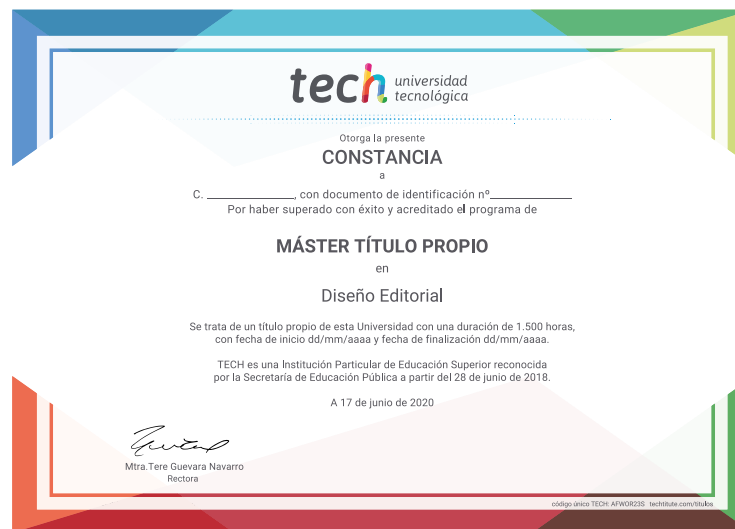 tech universidad
tecnológica
Otorga la presente
CONSTANCIA
a
C. ______________, con documento de identificación nº_____________
Por haber superado con éxito y acreditado el programa de
MÁSTER TÍTULO PROPIO
en
Diseño Editorial
Se trata de un título propio de esta Universidad con una duración de 1.500 horas,
con fecha de inicio dd/mm/aaaa y fecha de finalización dd/mm/aaaa.
TECH es una Institución Particular de Educación Superior reconocida
por la Secretaría de Educación Pública a partir del 28 de junio de 2018.
A 17 de junio de 2020
Mtra.Tere Guevara Navarro
Rectora
código único TECH: AFWOR23S techtitute.com/titulos